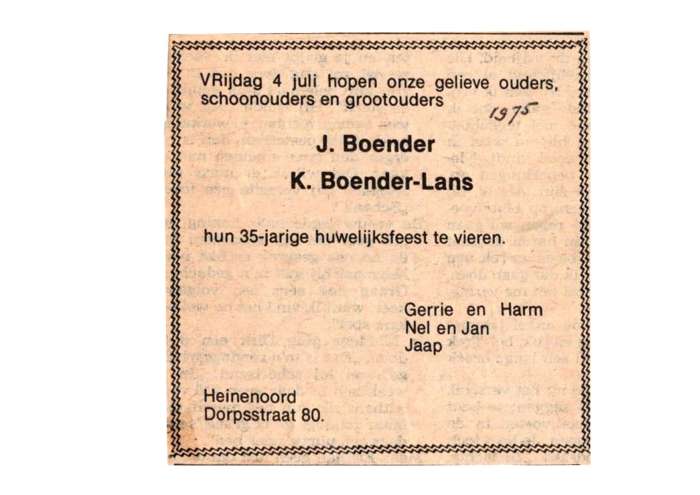 VRijdag 4 juli hopen onze gelieve ouders,
schoonouders en grootouders
1975
J. Boender
K. Boender-Lans
hun 35-jarige huwelijksfeest te vieren.
Gerrie en Harm
Nel en Jan
Jaap
Heinenoord
Dorpsstraat 80.